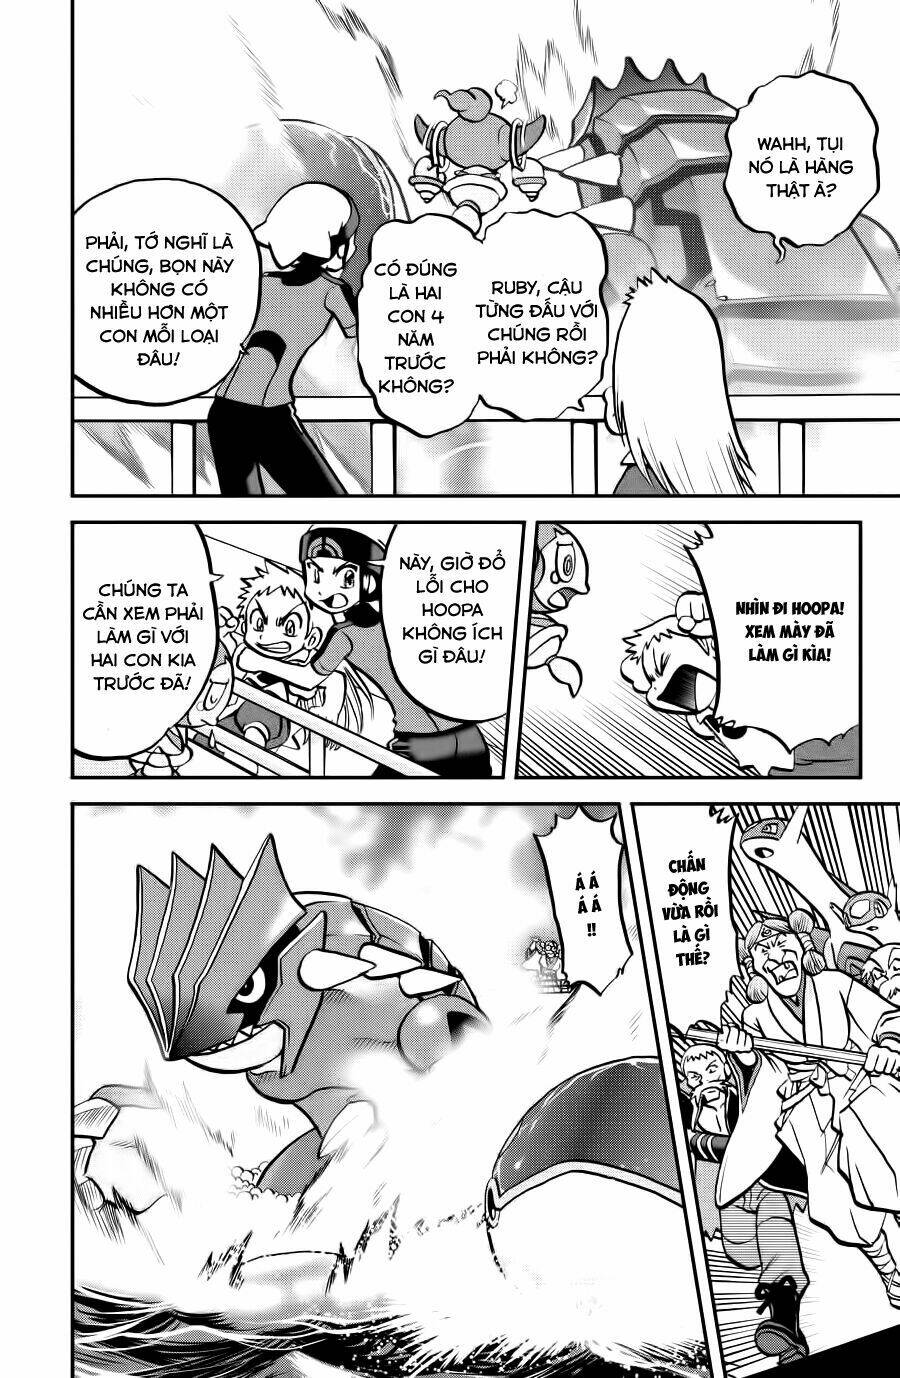 WAHH, TỤI
NÓ LÀ HÀNG
THẬT À?
RUBY, CẬU
TỪNG ĐẤU VỚI
CHÚNG RỒI
PHẢI KHÔNG?
CÓ ĐÚNG
LÀ HAI
CON 4
NĂM
TRƯỚC
KHÔNG?
PHẢI, TỚ NGHĨ LÀ
CHÚNG, BỌN NÀY
KHÔNG CÓ
NHIỀU HƠN MỘT
CON MỖI LOẠI
ĐÂU!
NHÌN ĐI HOOPA!
XEM MÀY ĐÃ
LÀM GÌ KÌA!
NÀY, GIỜ ĐỔ
LỖI CHO
HOOPA
KHÔNG ÍCH
GÌ ĐÂU!
CHÚNG TA
CẦN XEM PHẢI
LÀM GÌ VỚI
HAI CON KIA
TRƯỚC ĐÃ!
CHẤN
ĐỘNG
VỪA RỒI
LÀ GÌ
THẾ?
Á Á
Á Á
!!